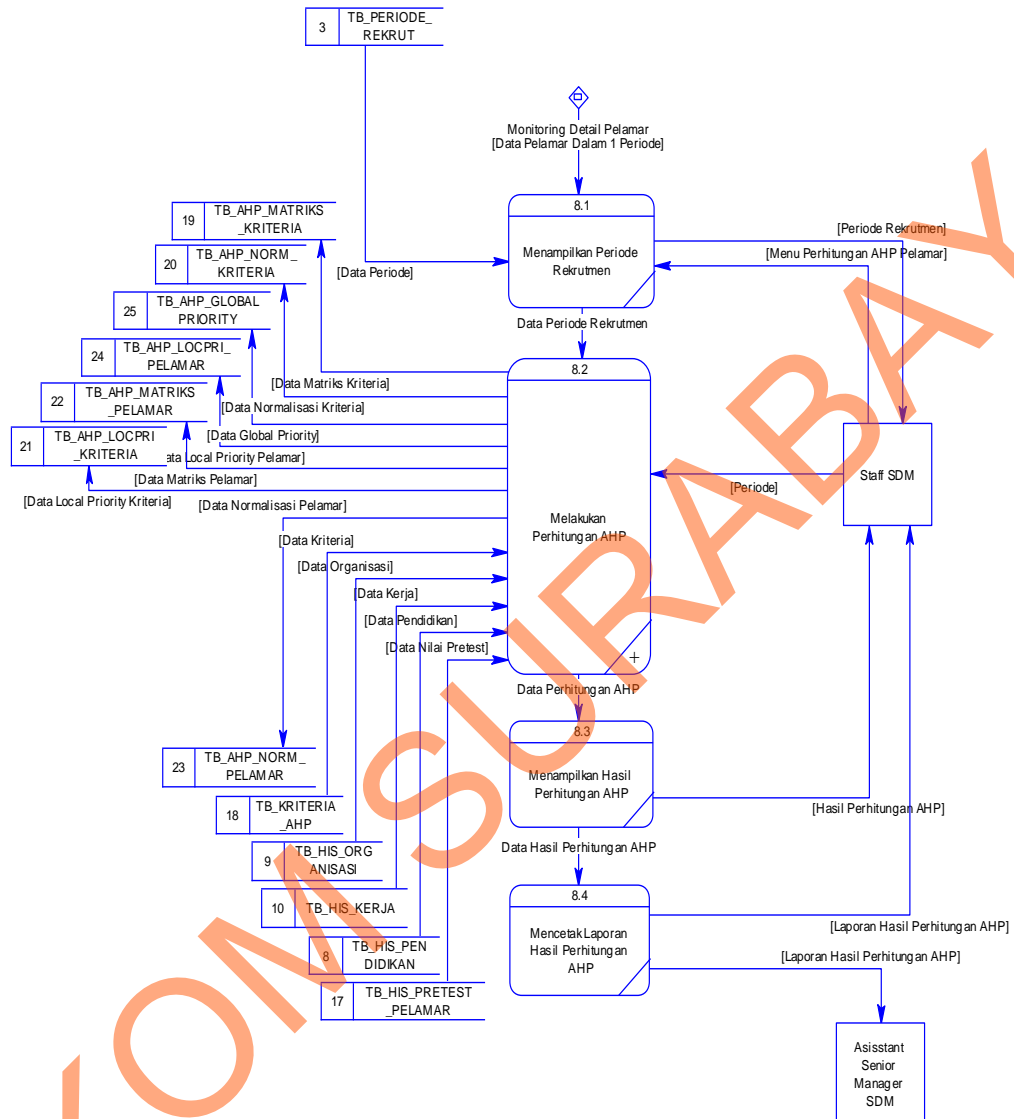 3
TB_PERIODE_
REKRUT
Monitoring Detail Pelamar
[Data Pelamar Dalam 1 Periode]
8.1
Menampilkan Periode
Rekrutmen
[Periode Rekrutmen]
[Menu Perhitungan AHP Pelamar]
[Data Periode]
19
TB_AHP_MATRIKS
_KRITERIA
20
TB_AHP_NORM_
KRITERIA
25
TB_AHP_GLOBAL
PRIORITY
24
TB_AHP_LOCPRI_
PELAMAR
22
TB_AHP_MATRIKS
_PELAMAR
21
TB_AHP_LOCPRI
_KRITERIA
Data Periode Rekrutmen
8.2
Melakukan
Perhitungan AHP
+
[Data Matriks Kriteria]
[Data Normalisasi Kriteria]
[Data Global Priority]
ata Local Priority Pelamar]
[Data Matriks Pelamar]
[Data Local Priority Kriteria]
[Data Normalisasi Pelamar]
[Data Kriteria]
[Data Organisasi]
[Data Kerja]
[Data Pendidikan]
[Data Nilai Pretest]
[Periode]
Staff SDM
Data Perhitungan AHP
8.3
Menampilkan Hasil
Perhitungan AHP
[Hasil Perhitungan AHP]
23
TB_AHP_NORM_
PELAMAR
18
TB_KRITERIA
_AHP
9
TB_HIS_ORG
ANISASI
10
TB_HIS_KERJA
8
TB_HIS_PEN
DIDIKAN
17
TB_HIS_PRETEST
_PELAMAR
Data Hasil Perhitungan AHP
8.4
Mencetak Laporan
Hasil Perhitungan
AHP
[Laporan Hasil Perhitungan AHP]
[Laporan Hasil Perhitungan AHP]
Asisstant
Senior
Manager
SDM
KOM SURABAY